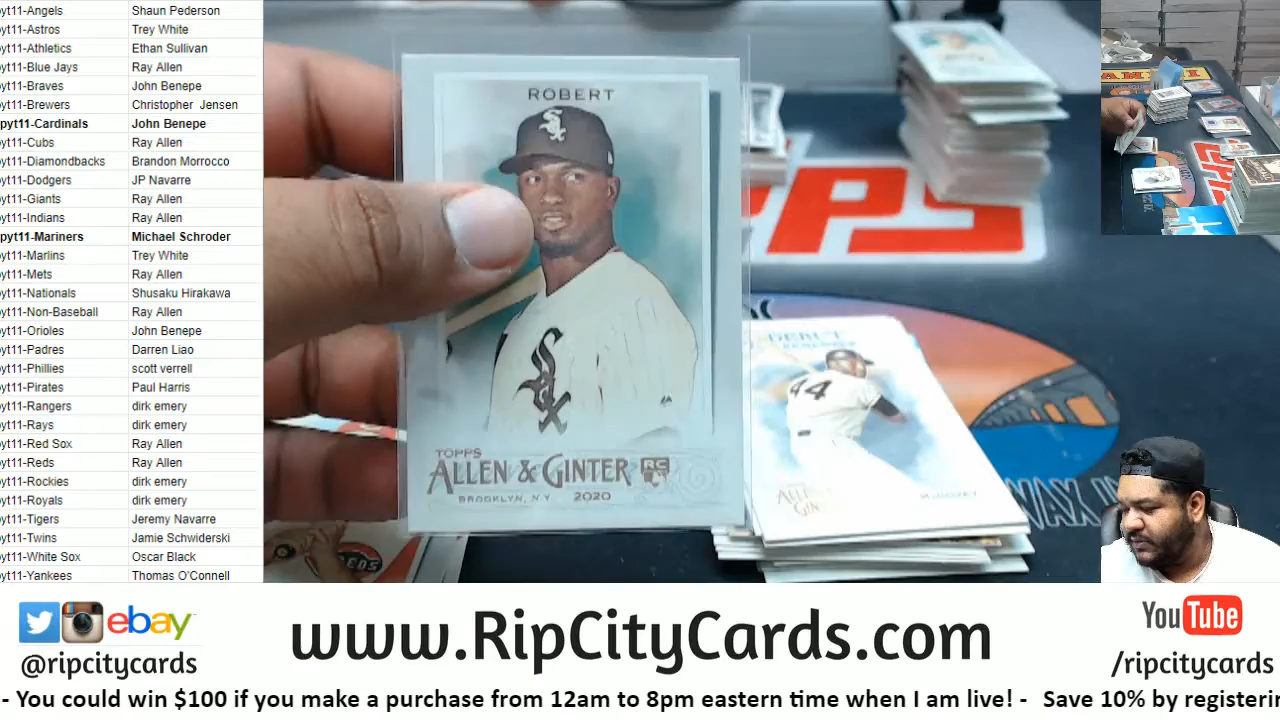 pyt11-Angels Shaun Pederson
yt11-Astros Trey White
yt11-Athletics Ethan Sullivan
yt11-Blue Jays Ray Allen
yt11-Braves John Benepe
yt11-Brewers Christopher Jensen
pyt11-Cardinals John Benepe
yt11-Cubs Ray Allen
yt11-Diamondbacks Brandon Morrocco
yt11-Dodgers JP Navarre
yt11-Giants Ray Allen
yt11-Indians Ray Allen
pyt11-Mariners Michael Schroder
yt11-Marlins Trey White
yt11-Mets Ray Allen
yt11-Nationals Shusaku Hirakawa
yt11-Non-Baseball Ray Allen
yt11-Orioles John Benepe
yt11-Padres Darren Liao
yt11-Phillies scott verrell
yt11-Pirates Paul Harris
yt11-Rangers dirk emery
yt11-Rays dirk emery
yt11-Red Sox Ray Allen
yt11-Reds Ray Allen
yt11-Rockies dirk emery
yt11-Royals dirk emery
yt11-Tigers Jeremy Navarre
yt11-Twins Jamie Schwiderski
yt11-White Sox Oscar Black
yt11-Yankees Thomas O'Connell
ROBERT
Sox
Sox
TOPPS
ALLEN & GINTER RC
BROOKLYN, N.Y. 2020
PPS
DEBUT
44
WAX
REDS
ebay
@ripcitycards
www.RipCityCards.com
YouTube
/ripcitycards
- You could win $100 if you make a purchase from 12am to 8pm eastern time when I am live! - Save 10% by registerin